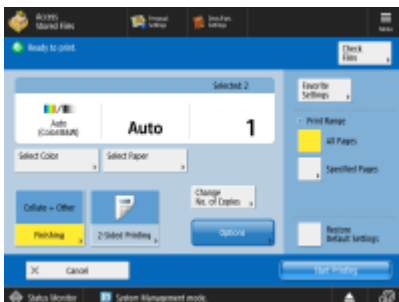 Access
Stored Files
Personal
Settings
Dest./Fwd.
Settings
Menu
Ready to print.
Check
Files
Selected: 2
Auto
(Color/B&W)
Auto
1
Select Color
Select Paper
Collate + Other
Finishing
2-Sided Printing
Change
No. of Copies
Options
Favorite
Settings
Print Range
All Pages
Specified Pages
Restore
Default Settings
Cancel
Start Printing
Status Monitor
System Management mode